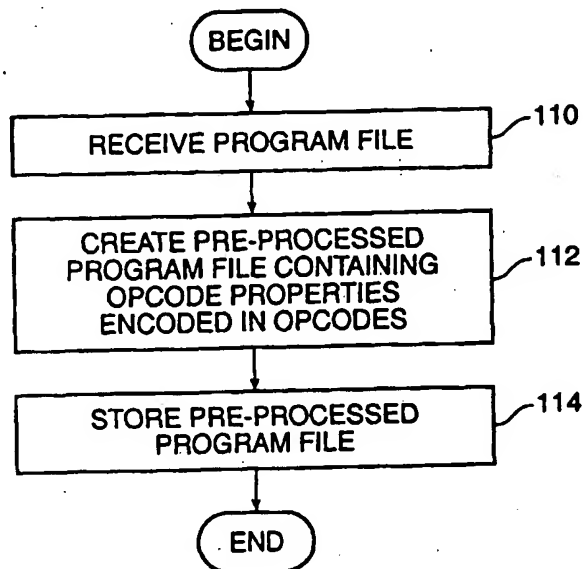 BEGIN
RECEIVE PROGRAM FILE
110
CREATE PRE-PROCESSED
PROGRAM FILE CONTAINING
OPCODE PROPERTIES
ENCODED IN OPCODES
112
STORE PRE-PROCESSED
PROGRAM FILE
114
END